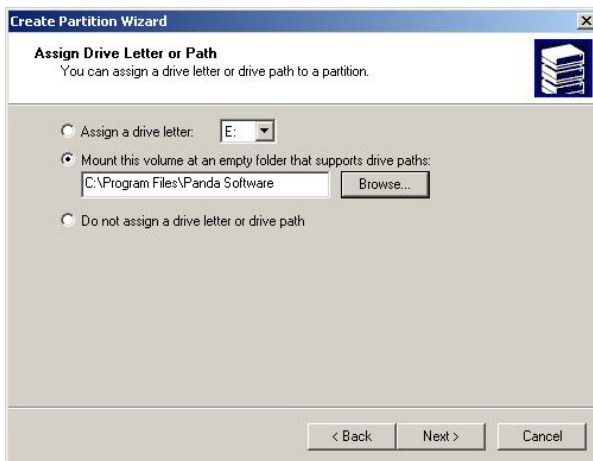 Create Partition Wizard
Assign Drive Letter or Path
You can assign a drive letter or drive path to a partition.
Assign a drive letter: E:
Mount this volume at an empty folder that supports drive paths:
C:\Program Files\Panda Software Browse...
Do not assign a drive letter or drive path
< Back Next > Cancel